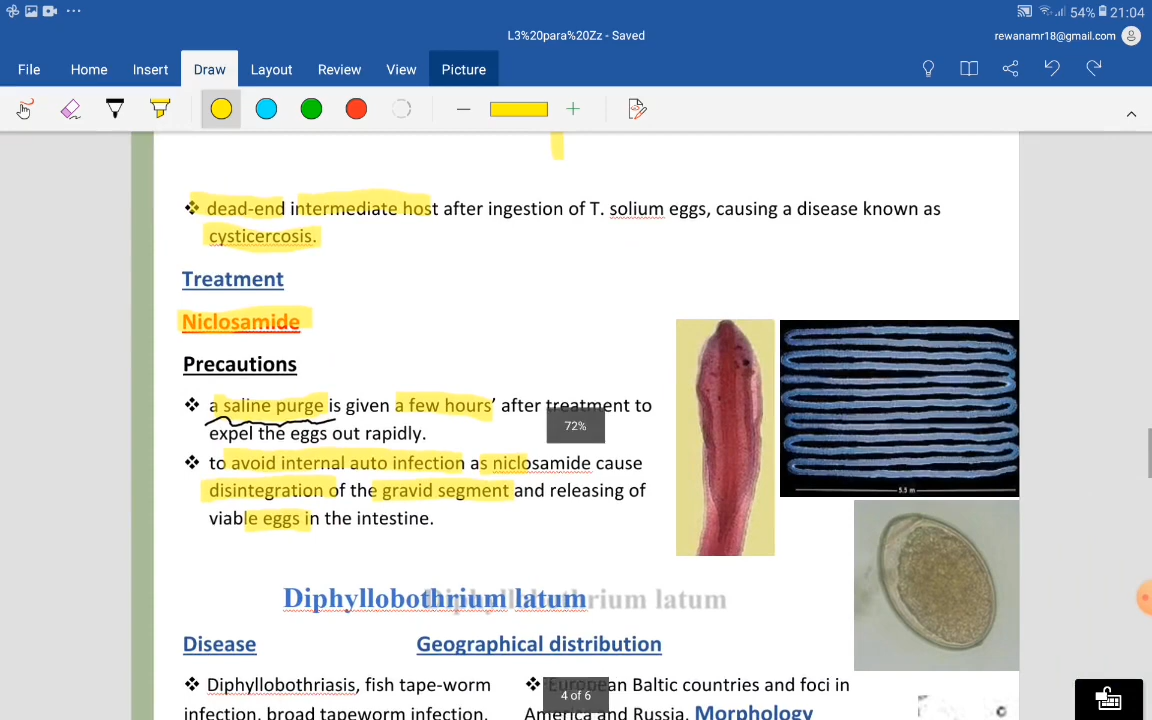 54% 21:04
L3%20para%20Zz - Saved
rewanamr18@gmail.com
File Home Insert Draw Layout Review View Picture
❖ dead-end intermediate host after ingestion of T. solium eggs, causing a disease known as
cysticercosis.
Treatment
Niclosamide
Precautions
❖ a saline purge is given a few hours’ after treatment to
expel the eggs out rapidly.
72%
❖ to avoid internal auto infection as niclosamide cause
disintegration of the gravid segment and releasing of
viable eggs in the intestine.
5.5 m
Diphyllobothrium latum
Disease Geographical distribution
❖ Diphyllobothriasis, fish tape-worm
infection, broad tapeworm infection.
❖ European Baltic countries and foci in
America and Russia. Morphology
4 of 6